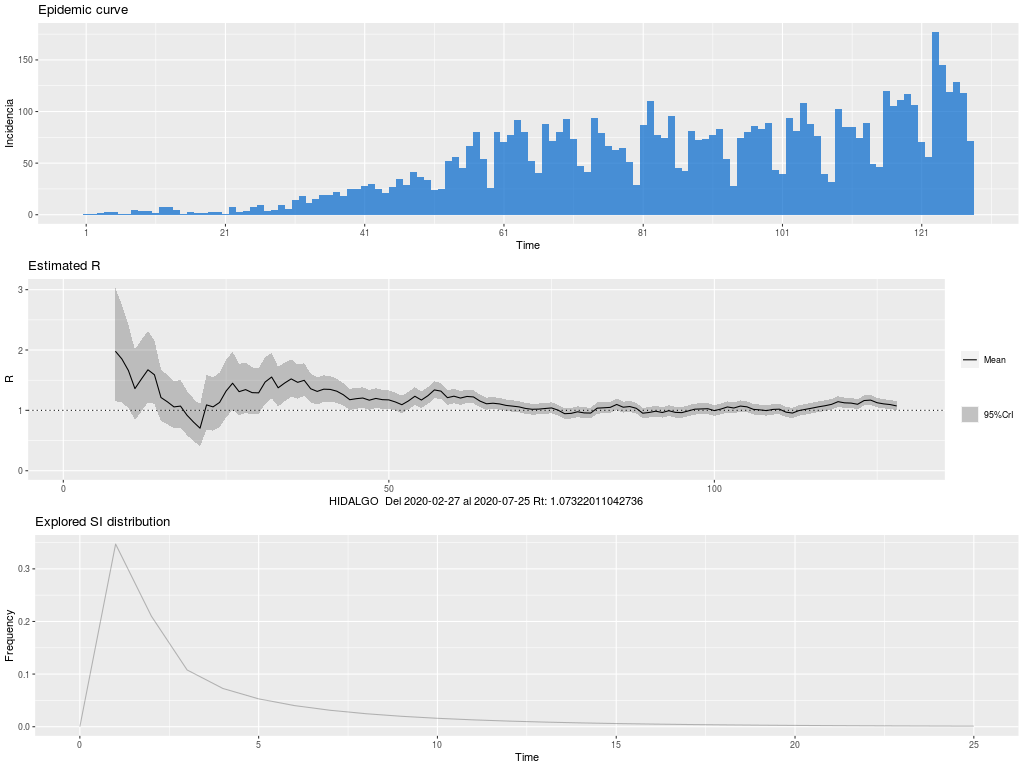 Epidemic curve
Incidencia
150
100
50
0
1 21 41 61 81 101 121
Time
Estimated R
R
3
2
1
0
0 50 100
HIDALGO Del 2020-02-27 al 2020-07-25 Rt: 1.07322011042736
Mean
95%CrI
Explored SI distribution
Frequency
0.3
0.2
0.1
0.0
0 5 10 15 20 25
Time